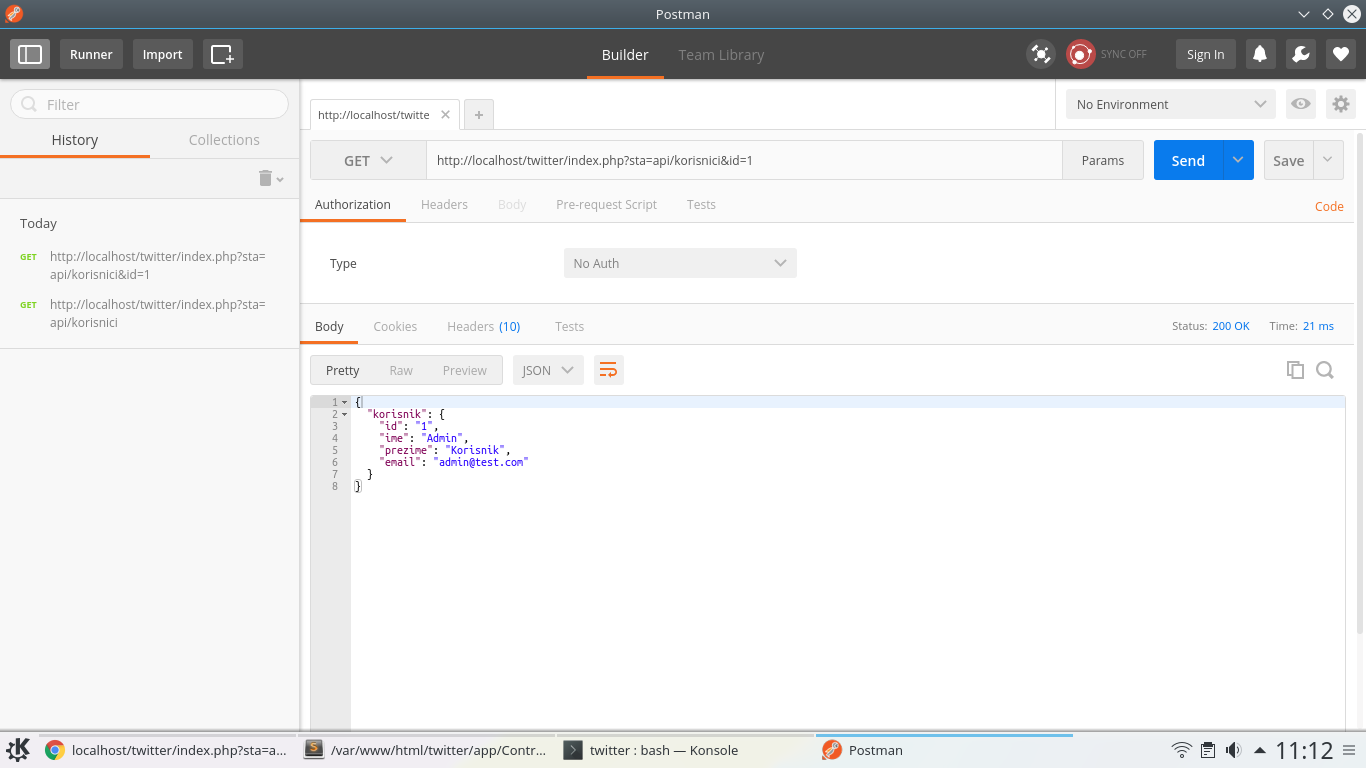 Postman
Runner
Import
Builder
Team Library
SYNC OFF
Sign In
Filter
History
Collections
Today
GET http://localhost/twitter/index.php?sta=
api/korisnici&id=1
GET http://localhost/twitter/index.php?sta=
api/korisnici
http://localhost/twitte
No Environment
GET
http://localhost/twitter/index.php?sta=api/korisnici&id=1
Params
Send
Save
Authorization
Headers
Body
Pre-request Script
Tests
Code
Type
No Auth
Body
Cookies
Headers (10)
Tests
Status: 200 OK
Time: 21 ms
Pretty
Raw
Preview
JSON
1 {
2 "korisnik": {
3 "id": "1",
4 "ime": "Admin",
5 "prezime": "Korisnik",
6 "email": "admin@test.com"
7 }
8 }
localhost/twitter/index.php?sta=a...
/var/www/html/twitter/app/Contr...
twitter : bash — Konsole
Postman
11:12